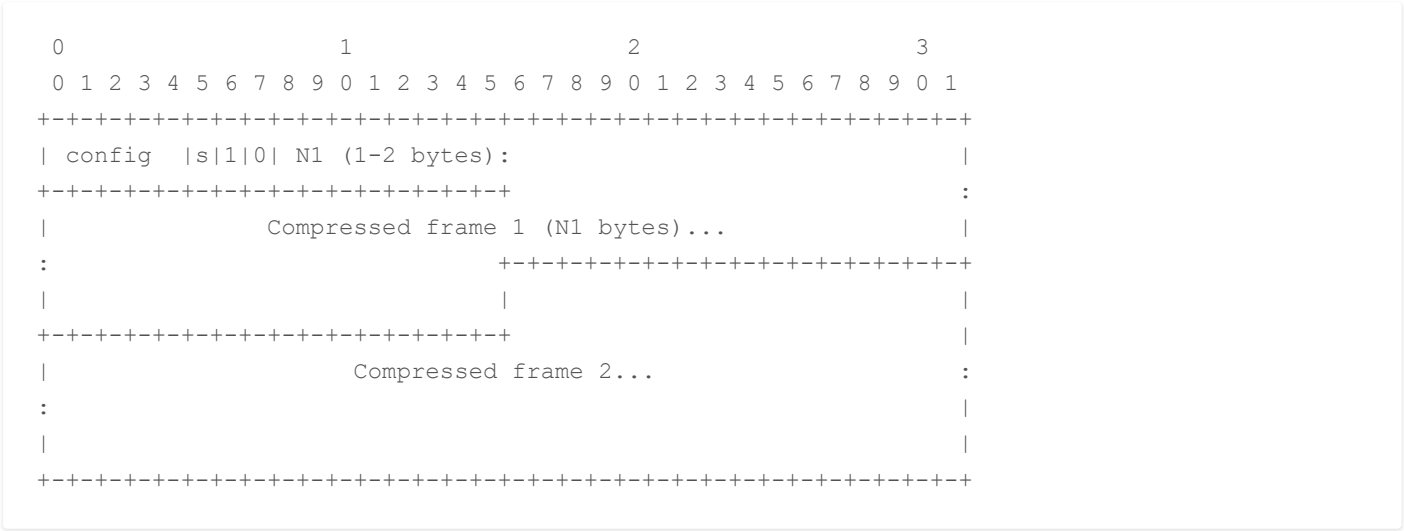 0                   1                   2                   3
 0 1 2 3 4 5 6 7 8 9 0 1 2 3 4 5 6 7 8 9 0 1 2 3 4 5 6 7 8 9 0 1
+-+-+-+-+-+-+-+-+-+-+-+-+-+-+-+-+-+-+-+-+-+-+-+-+-+-+-+-+-+-+-+-+
| config  |s|1|0| N1 (1-2 bytes):                               |
+-+-+-+-+-+-+-+-+-+-+-+-+-+-+-+-+                               :
|               Compressed frame 1 (N1 bytes)...                |
:                               +-+-+-+-+-+-+-+-+-+-+-+-+-+-+-+-+
|                               |                               |
+-+-+-+-+-+-+-+-+-+-+-+-+-+-+-+-+                               |
|                     Compressed frame 2...                     :
:                                                               |
|                                                               |
+-+-+-+-+-+-+-+-+-+-+-+-+-+-+-+-+-+-+-+-+-+-+-+-+-+-+-+-+-+-+-+-+